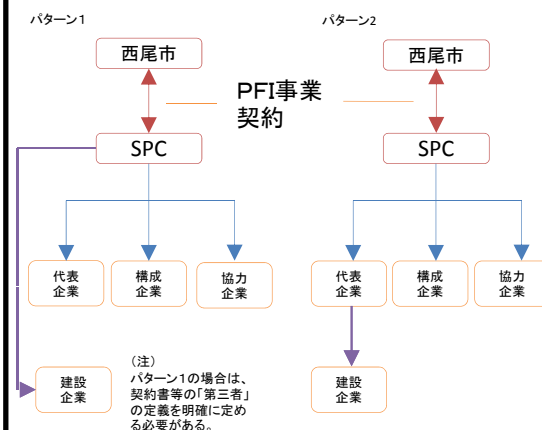 パターン1
西尾市
SPC
代表
企業
構成
企業
協力
企業
建設
企業
（注）
パターン１の場合は、
契約書等の「第三者」
の定義を明確に定め
る必要がある。
PFI事業
契約
パターン2
西尾市
SPC
代表
企業
構成
企業
協力
企業
建設
企業